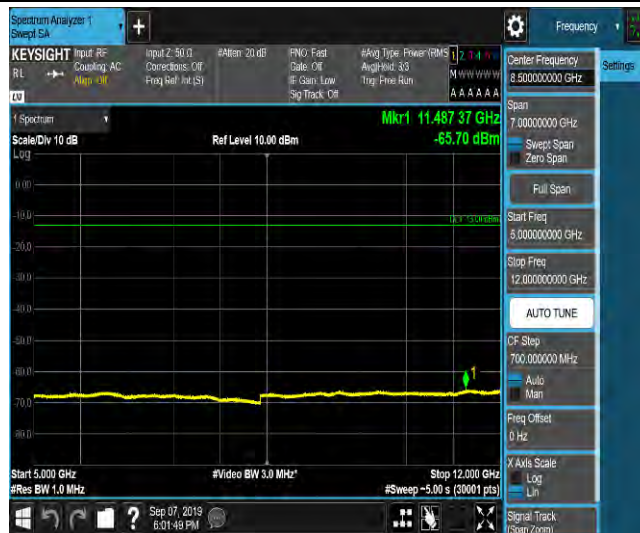 Spectrum Analyzer 1
Swept SA
+
Frequency
KEYSIGHT
RL
Input: RF
Coupling: AC
Align: Off
Input Z: 50 Ω
Corrections: Off
Freq Ref: Int (S)
#Atten: 20 dB
PNO: Fast
Gate: Off
IF Gain: Low
Sig Track: Off
#Avg Type: Power (RMS
Avg|Hold: 3/3
Trig: Free Run
M W W W W W
A A A A A A
1 Spectrum
Scale/Div 10 dB
Log
Ref Level 10.00 dBm
Mkr1 11.487 37 GHz
-65.70 dBm
0.00
-10.0
-20.0
-30.0
-40.0
-50.0
-60.0
-70.0
-80.0
1
Start 5.000 GHz
#Res BW 1.0 MHz
#Video BW 3.0 MHz*
Stop 12.000 GHz
#Sweep ~5.00 s (30001 pts)
Center Frequency
8.500000000 GHz
Settings
Span
7.00000000 GHz
Swept Span
Zero Span
Full Span
Start Freq
5.000000000 GHz
Stop Freq
12.000000000 GHz
AUTO TUNE
CF Step
700.000000 MHz
Auto
Man
Freq Offset
0 Hz
X Axis Scale
Log
Lin
Signal Track
(Span Zoom)
?
Sep 07, 2019
6:01:49 PM